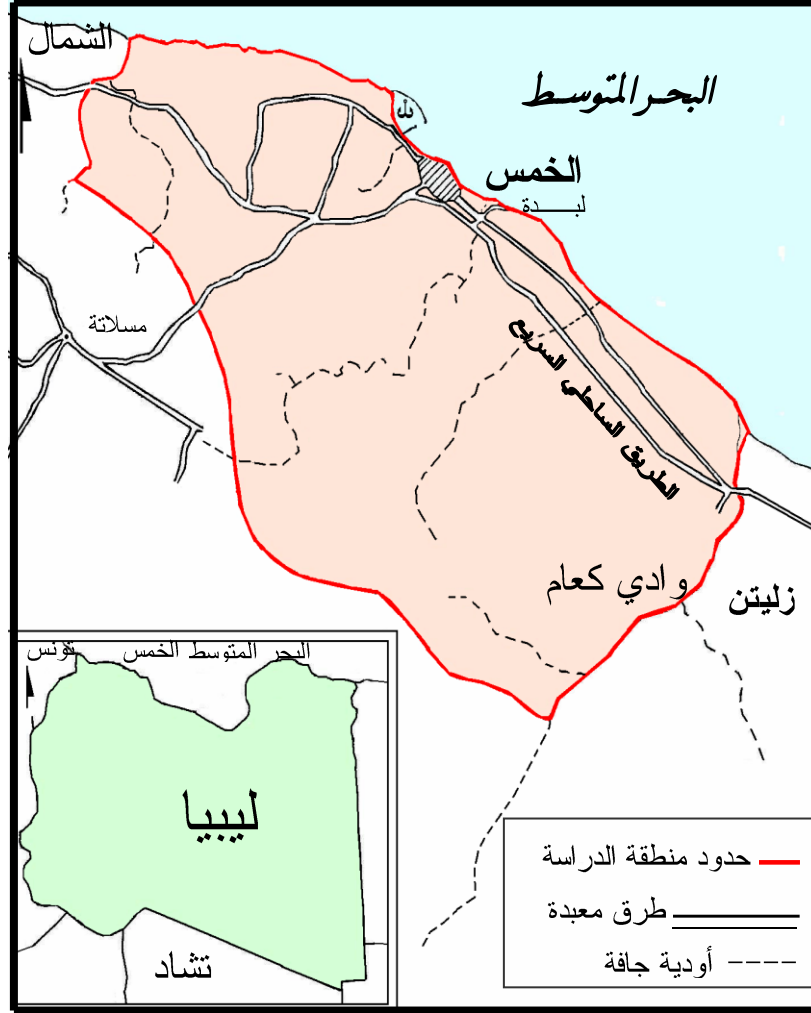 الشمال
البحر المتوسط
الخمس
لبدة
مسلاتة
الطريق الساحلي السريع
وادي كعام
زليتن
تونس
البحر المتوسط الخمس
ليبيا
تشاد
حدود منطقة الدراسة
طرق معبدة
أودية جافة